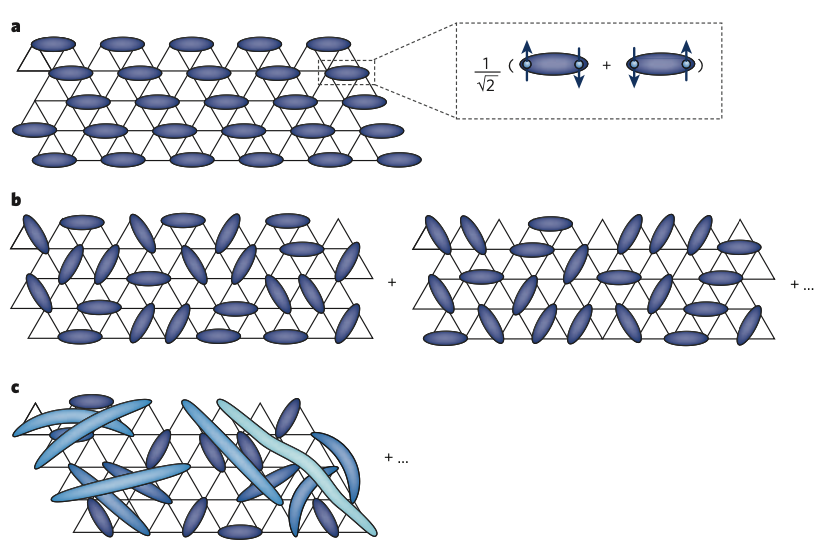 a
1/√2 ( + )
b
+ + ...
c
+ ...